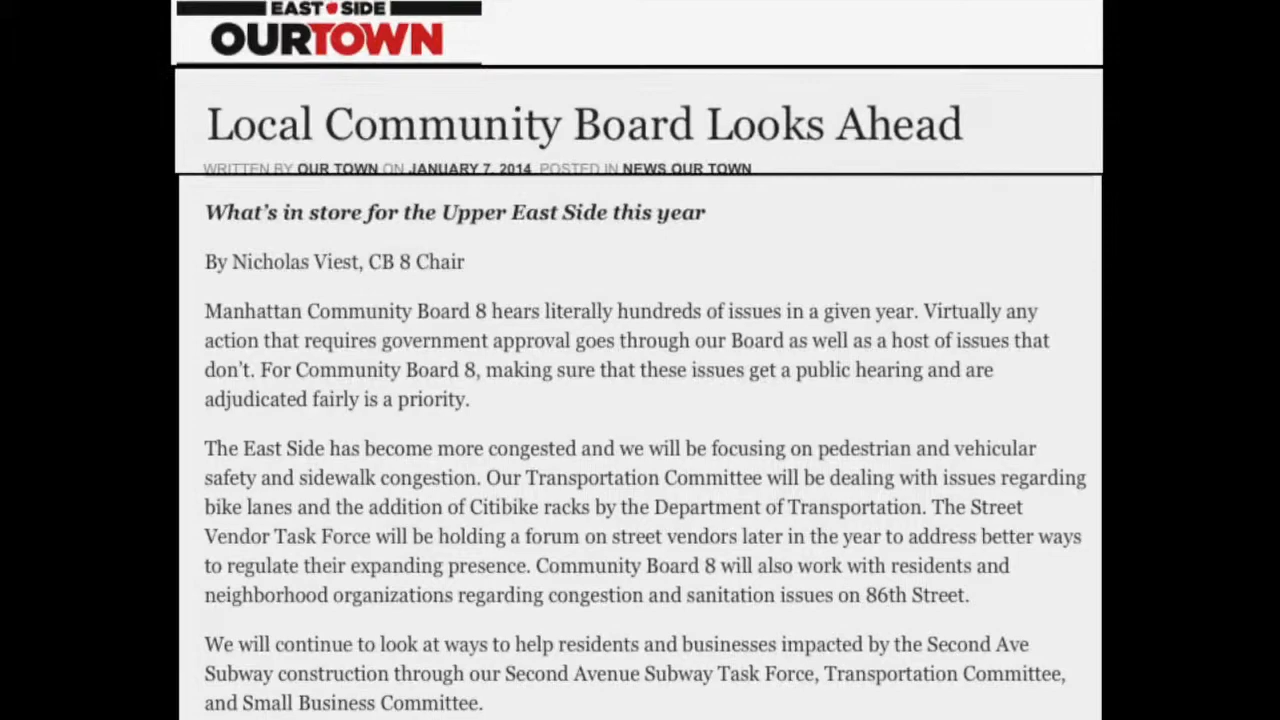 EAST SIDE
OURTOWN
Local Community Board Looks Ahead
WRITTEN BY OUR TOWN ON JANUARY 7, 2014 POSTED IN NEWS OUR TOWN
What's in store for the Upper East Side this year
By Nicholas Viest, CB 8 Chair
Manhattan Community Board 8 hears literally hundreds of issues in a given year. Virtually any
action that requires government approval goes through our Board as well as a host of issues that
don't. For Community Board 8, making sure that these issues get a public hearing and are
adjudicated fairly is a priority.
The East Side has become more congested and we will be focusing on pedestrian and vehicular
safety and sidewalk congestion. Our Transportation Committee will be dealing with issues regarding
bike lanes and the addition of Citibike racks by the Department of Transportation. The Street
Vendor Task Force will be holding a forum on street vendors later in the year to address better ways
to regulate their expanding presence. Community Board 8 will also work with residents and
neighborhood organizations regarding congestion and sanitation issues on 86th Street.
We will continue to look at ways to help residents and businesses impacted by the Second Ave
Subway construction through our Second Avenue Subway Task Force, Transportation Committee,
and Small Business Committee.